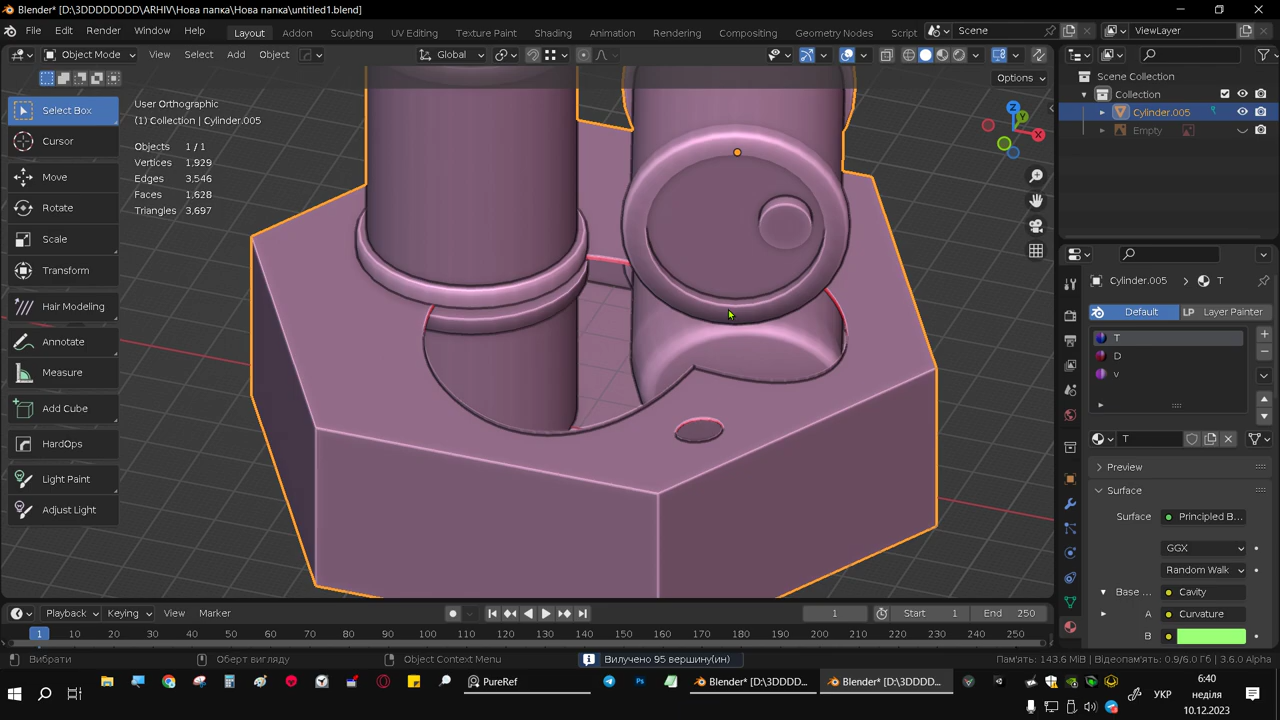 Blender* [D:\3DDDDDDDD\ARHIV\Нова папка\Нова папка\untitled1.blend]
File Edit Render Window Help Layout Addon Sculpting UV Editing Texture Paint Shading Animation Rendering Compositing Geometry Nodes Script Scene ViewLayer
Object Mode View Select Add Object Global
Options
User Orthographic
(1) Collection | Cylinder.005
Objects 1 / 1
Vertices 1,929
Edges 3,546
Faces 1,628
Triangles 3,697
Select Box
Cursor
Move
Rotate
Scale
Transform
Hair Modeling
Annotate
Measure
Add Cube
HardOps
Light Paint
Adjust Light
Z
Y
X
Scene Collection
Collection
Cylinder.005
Empty
Cylinder.005 > T
Default LP Layer Painter
T
D
v
T
Preview
Surface
Surface Principled B...
GGX
Random Walk
Base ... Cavity
A Curvature
B
Playback Keying View Marker 1 Start 1 End 250
1 10 20 30 40 50 60 70 80 90 100 110 120 130 140 150 160 170 180 190 200 210 220 230 240 250
Вибрати Оберт вигляду Object Context Menu Вилучено 95 вершину(ин) Пам'ять: 143.6 MiB | Відеопам'ять: 0.9/6.0 Гб | 3.6.0 Alpha
PureRef Blender* [D:\3DDDD... Blender* [D:\3DDDD... УКР 6:40
неділя
10.12.2023